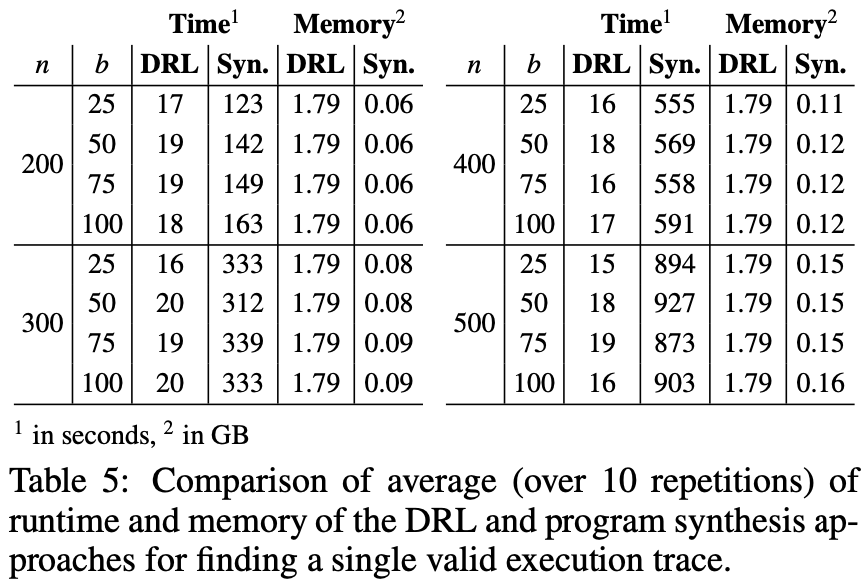 Time¹ Memory² Time¹ Memory²
n b DRL Syn. DRL Syn. n b DRL Syn. DRL Syn.
200 25 17 123 1.79 0.06 400 25 16 555 1.79 0.11
50 19 142 1.79 0.06 50 18 569 1.79 0.12
75 19 149 1.79 0.06 75 16 558 1.79 0.12
100 18 163 1.79 0.06 100 17 591 1.79 0.12
300 25 16 333 1.79 0.08 500 25 15 894 1.79 0.15
50 20 312 1.79 0.08 50 18 927 1.79 0.15
75 19 339 1.79 0.09 75 19 873 1.79 0.15
100 20 333 1.79 0.09 100 16 903 1.79 0.16
¹ in seconds, ² in GB
Table 5: Comparison of average (over 10 repetitions) of
runtime and memory of the DRL and program synthesis ap-
proaches for finding a single valid execution trace.